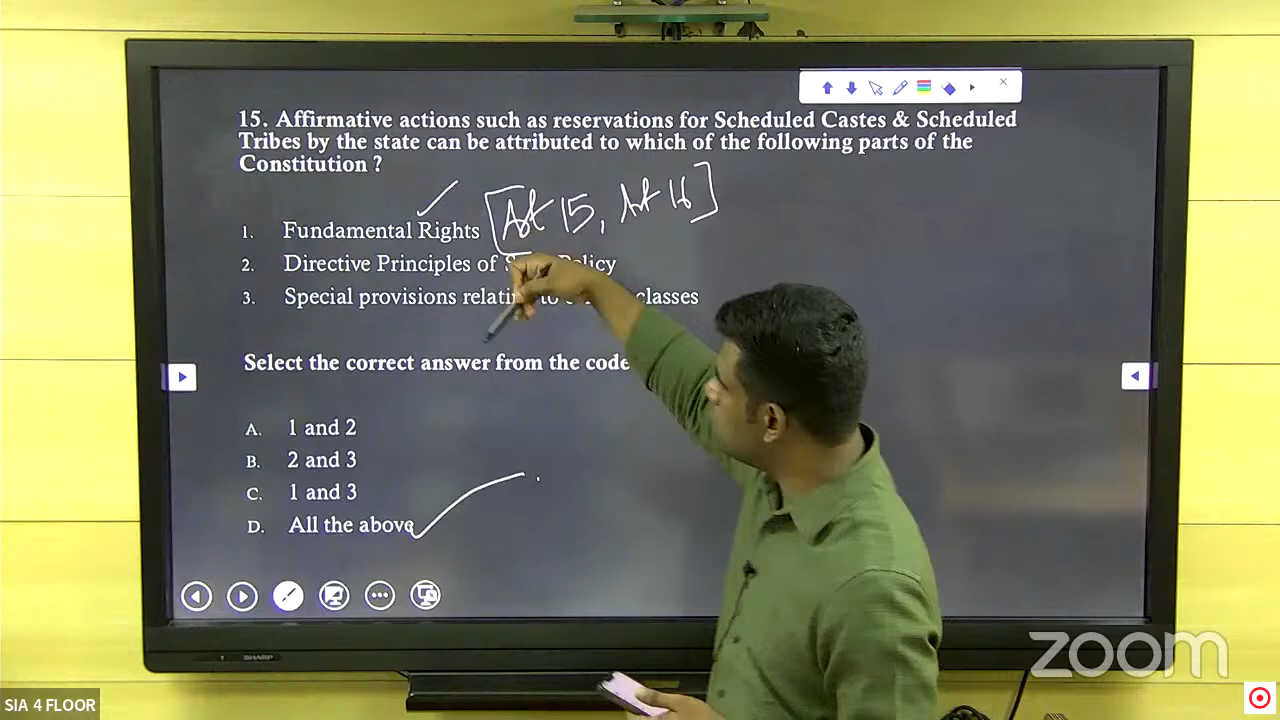 15. Affirmative actions such as reservations for Scheduled Castes & Scheduled
Tribes by the state can be attributed to which of the following parts of the
Constitution ?
1. Fundamental Rights [Art 15, Art 16]
2. Directive Principles of Policy
3. Special provisions to classes
Select the correct answer from the code
A. 1 and 2
B. 2 and 3
C. 1 and 3
D. All the above
SHARP
zoom
SIA 4 FLOOR